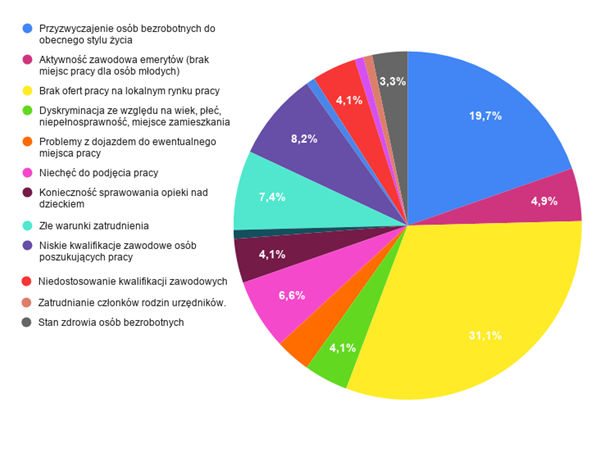 Przyzwyczajenie osób bezrobotnych do
obecnego stylu życia
Aktywność zawodowa emerytów (brak
miejsc pracy dla osób młodych)
Brak ofert pracy na lokalnym rynku pracy
Dyskryminacja ze względu na wiek, płeć,
niepełnosprawność, miejsce zamieszkania
Problemy z dojazdem do ewentualnego
miejsca pracy
Niechęć do podjęcia pracy
Konieczność sprawowania opieki nad
dzieckiem
Złe warunki zatrudnienia
Niskie kwalifikacje zawodowe osób
poszukujących pracy
Niedostosowanie kwalifikacji zawodowych
Zatrudnianie członków rodzin urzędników.
Stan zdrowia osób bezrobotnych
19,7%
4,9%
31,1%
4,1%
6,6%
4,1%
7,4%
8,2%
4,1%
3,3%